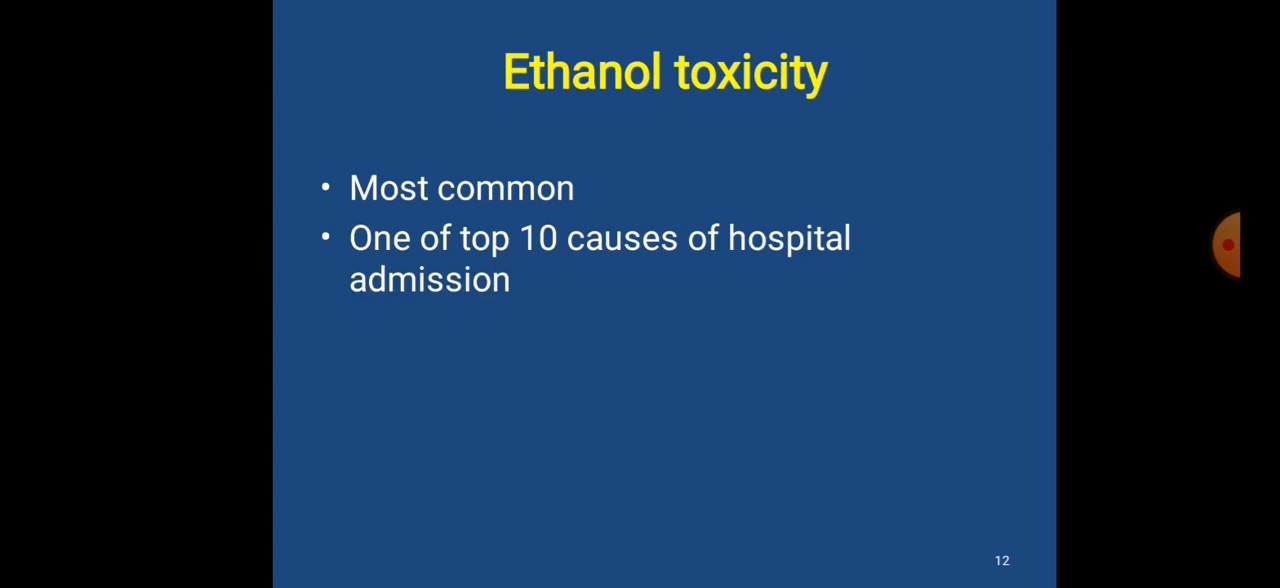 Ethanol toxicity
• Most common
• One of top 10 causes of hospital
admission
12